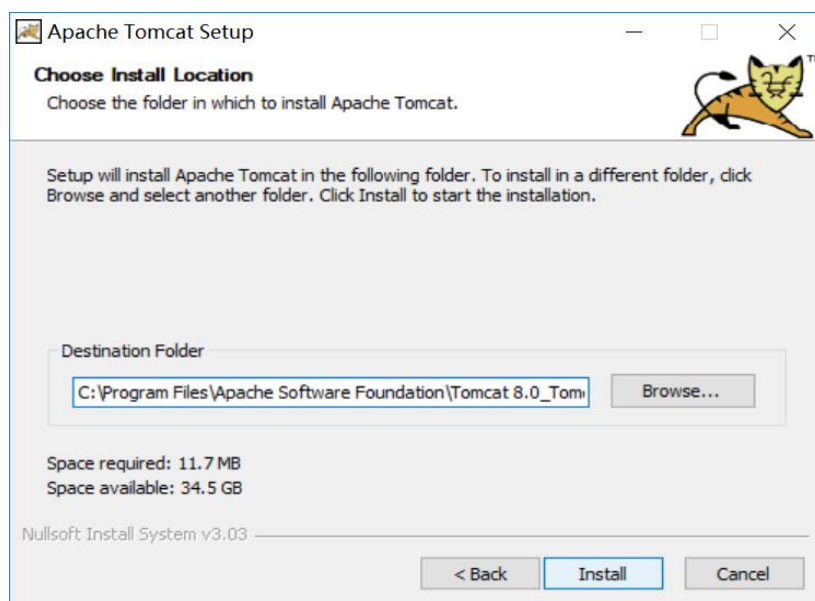 Apache Tomcat Setup
Choose Install Location
Choose the folder in which to install Apache Tomcat.
TM
Setup will install Apache Tomcat in the following folder. To install in a different folder, click
Browse and select another folder. Click Install to start the installation.
Destination Folder
C:\Program Files\Apache Software Foundation\Tomcat 8.0_Tom
Browse...
Space required: 11.7 MB
Space available: 34.5 GB
Nullsoft Install System v3.03
< Back
Install
Cancel